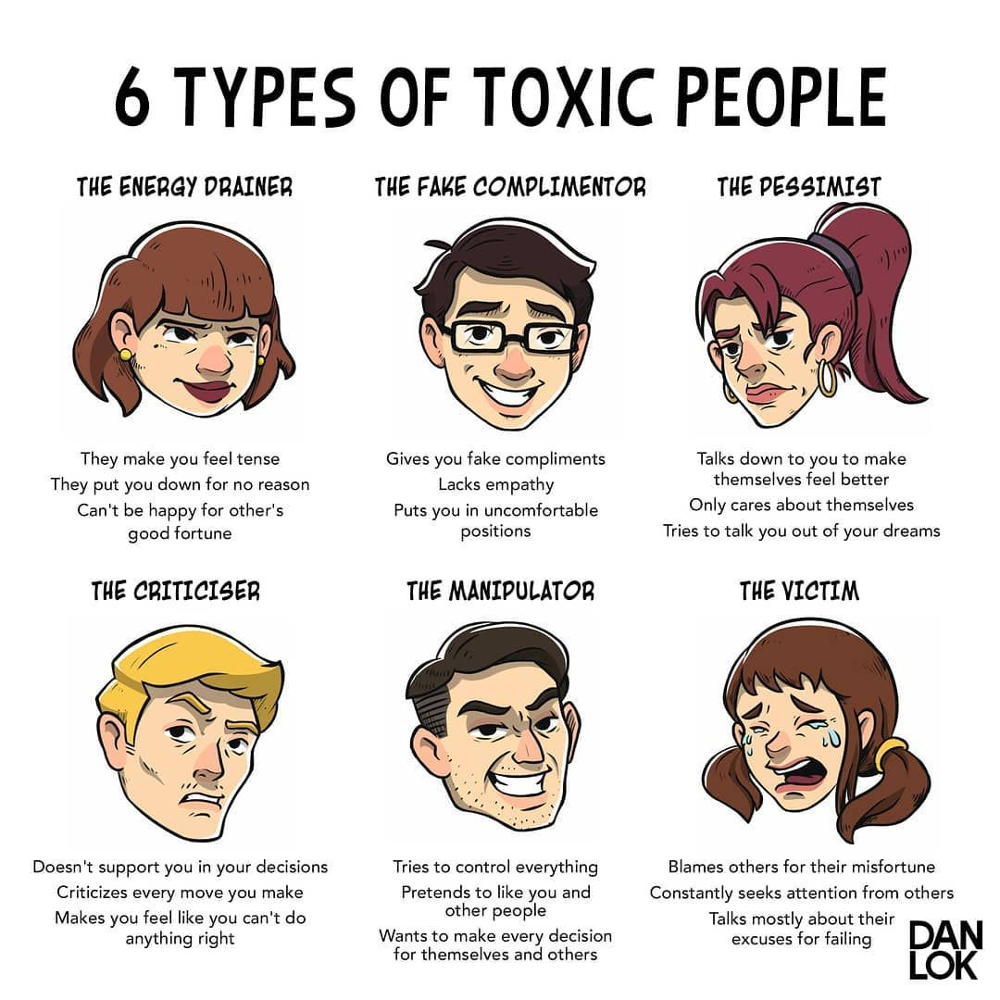 6 TYPES OF TOXIC PEOPLE
THE ENERGY DRAINER
They make you feel tense
They put you down for no reason
Can't be happy for other's
good fortune
THE FAKE COMPLIMENTOR
Gives you fake compliments
Lacks empathy
Puts you in uncomfortable
positions
THE PESSIMIST
Talks down to you to make
themselves feel better
Only cares about themselves
Tries to talk you out of your dreams
THE CRITICISER
Doesn't support you in your decisions
Criticizes every move you make
Makes you feel like you can't do
anything right
THE MANIPULATOR
Tries to control everything
Pretends to like you and
other people
Wants to make every decision
for themselves and others
THE VICTIM
Blames others for their misfortune
Constantly seeks attention from others
Talks mostly about their
excuses for failing
DAN
LOK